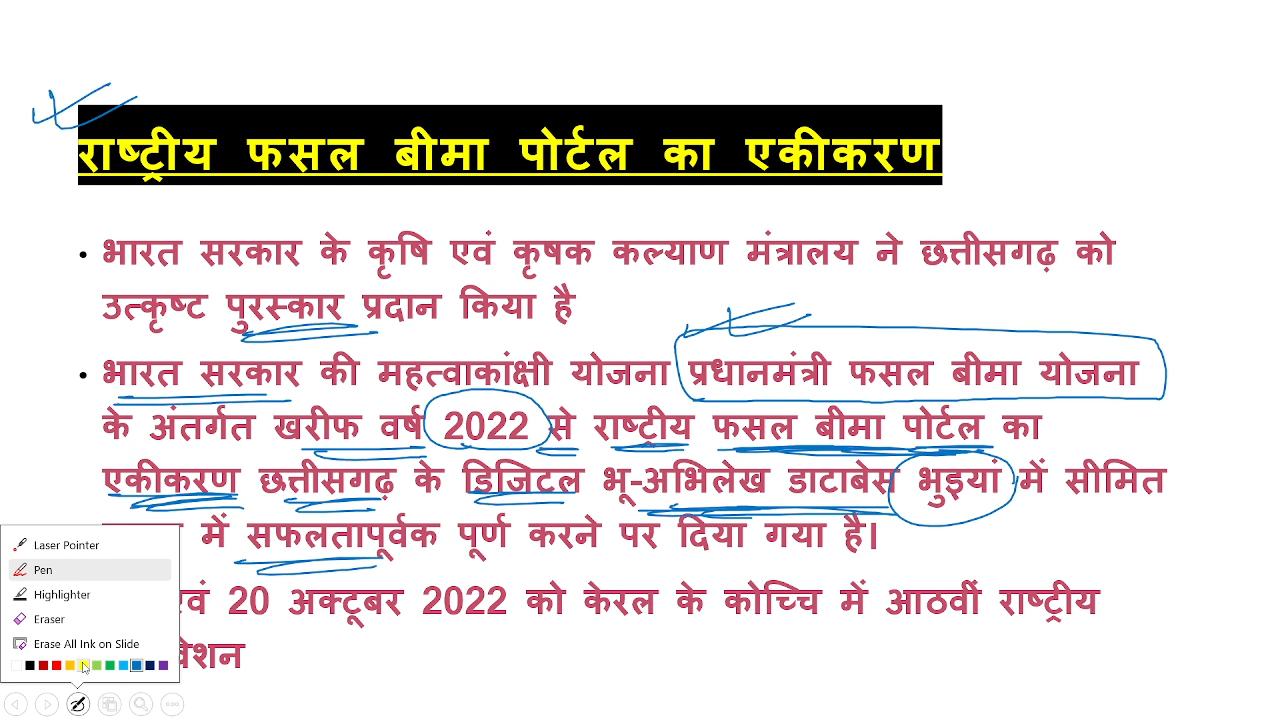 राष्ट्रीय फसल बीमा पोर्टल का एकीकरण
• भारत सरकार के कृषि एवं कृषक कल्याण मंत्रालय ने छत्तीसगढ़ को
उत्कृष्ट पुरस्कार प्रदान किया है
• भारत सरकार की महत्वाकांक्षी योजना प्रधानमंत्री फसल बीमा योजना
के अंतर्गत खरीफ वर्ष 2022 से राष्ट्रीय फसल बीमा पोर्टल का
एकीकरण छत्तीसगढ़ के डिजिटल भू-अभिलेख डाटाबेस भुइयां में सीमित
में सफलतापूर्वक पूर्ण करने पर दिया गया है।
20 अक्टूबर 2022 को केरल के कोच्चि में आठवीं राष्ट्रीय
Laser Pointer
Pen
Highlighter
Eraser
Erase All Ink on Slide